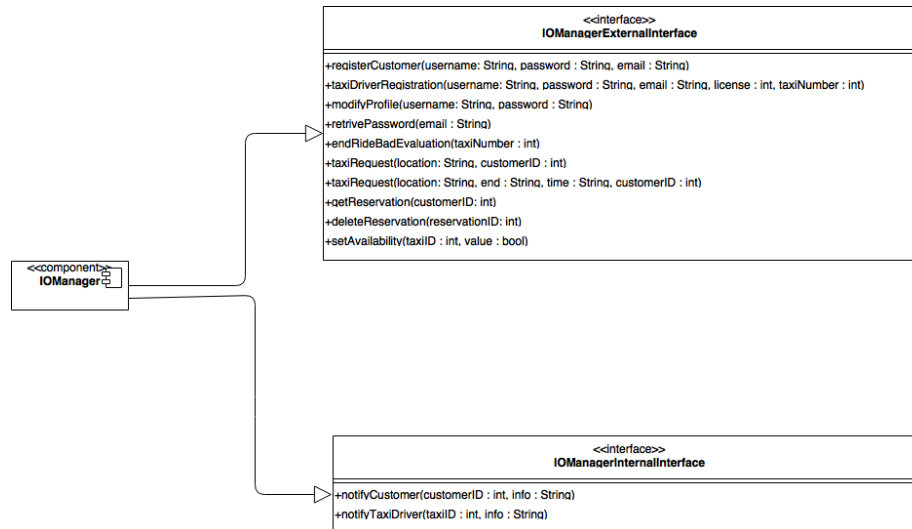 <<interface>>
IOManagerExternalInterface
+registerCustomer(username: String, password : String, email : String)
+taxiDriverRegistration(username: String, password : String, email : String, license : int, taxiNumber : int)
+modifyProfile(username: String, password : String)
+retrivePassword(email : String)
+endRideBadEvaluation(taxiNumber : int)
+taxiRequest(location: String, customerID : int)
+taxiRequest(location: String, end : String, time : String, customerID : int)
+getReservation(customerID: int)
+deleteReservation(reservationID: int)
+setAvailability(taxiID : int, value : bool)
<<component>>
IOManager
<<interface>>
IOManagerInternalInterface
+notifyCustomer(customerID : int, info : String)
+notifyTaxiDriver(taxiID : int, info : String)